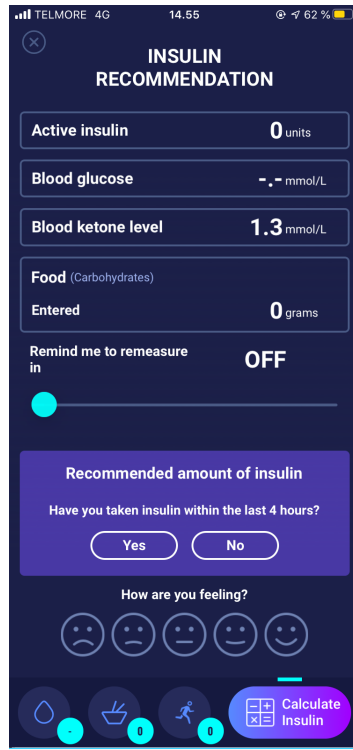 TELMORE 4G 14.55 62 %
INSULIN
RECOMMENDATION
Active insulin 0 units
Blood glucose -.- mmol/L
Blood ketone level 1.3 mmol/L
Food (Carbohydrates)
Entered 0 grams
Remind me to remeasure
in OFF
Recommended amount of insulin
Have you taken insulin within the last 4 hours?
Yes No
How are you feeling?
- 0 0
Calculate
Insulin